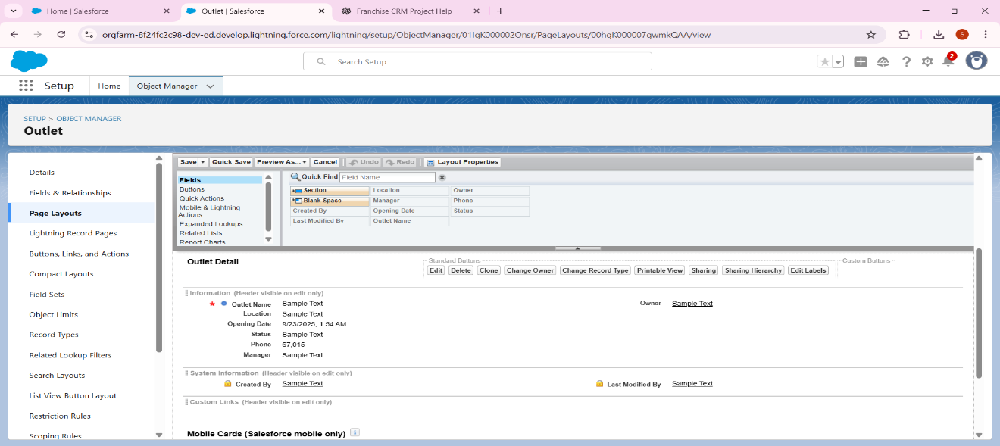 Home | Salesforce
Outlet | Salesforce
Franchise CRM Project Help
orgfarm-8f24fc2c98-dev-ed.develop.lightning.force.com/lightning/setup/ObjectManager/01IgK000002Onsr/PageLayouts/00hgK000007gwmkQAA/view
S
Search Setup
2
Setup
Home
Object Manager
SETUP > OBJECT MANAGER
Outlet
Details
Fields & Relationships
Page Layouts
Lightning Record Pages
Buttons, Links, and Actions
Compact Layouts
Field Sets
Object Limits
Record Types
Related Lookup Filters
Search Layouts
List View Button Layout
Restriction Rules
Scoping Rules
Save Quick Save Preview As... Cancel Undo Redo Layout Properties
Fields
Buttons
Quick Actions
Mobile & Lightning
Actions
Expanded Lookups
Related Lists
Report Charts
Quick Find Field Name
Section Location Owner
Blank Space Manager Phone
Created By Opening Date Status
Last Modified By Outlet Name
Outlet Detail
Standard Buttons
Edit Delete Clone Change Owner Change Record Type Printable View Sharing Sharing Hierarchy Edit Labels
Custom Buttons
Information (Header visible on edit only)
Outlet Name Sample Text Owner Sample Text
Location Sample Text
Opening Date 9/23/2025, 1:54 AM
Status Sample Text
Phone 67,015
Manager Sample Text
System Information (Header visible on edit only)
Created By Sample Text Last Modified By Sample Text
Custom Links (Header visible on edit only)
Mobile Cards (Salesforce mobile only) i